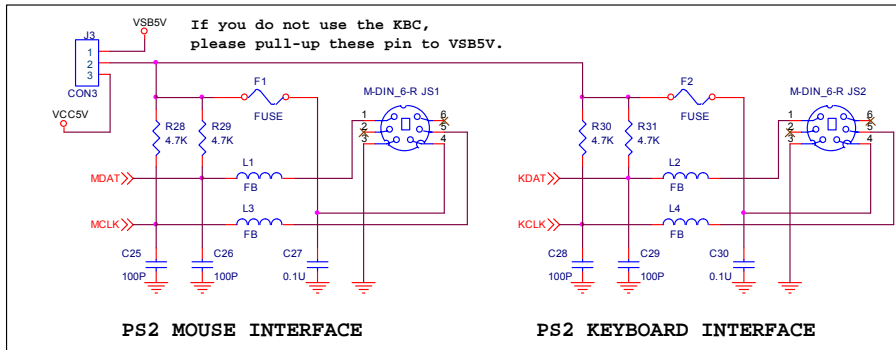 If you do not use the KBC,
please pull-up these pin to VSB5V.
VSB5V
J3
1
2
3
CON3
VCC5V
R28
4.7K
R29
4.7K
F1
FUSE
M-DIN_6-R JS1
1
2
3
6
5
4
MDAT
L1
FB
MCLK
L3
FB
C25
100P
C26
100P
C27
0.1U
PS2 MOUSE INTERFACE
R30
4.7K
R31
4.7K
F2
FUSE
M-DIN_6-R JS2
1
2
3
6
5
4
KDAT
L2
FB
KCLK
L4
FB
C28
100P
C29
100P
C30
0.1U
PS2 KEYBOARD INTERFACE